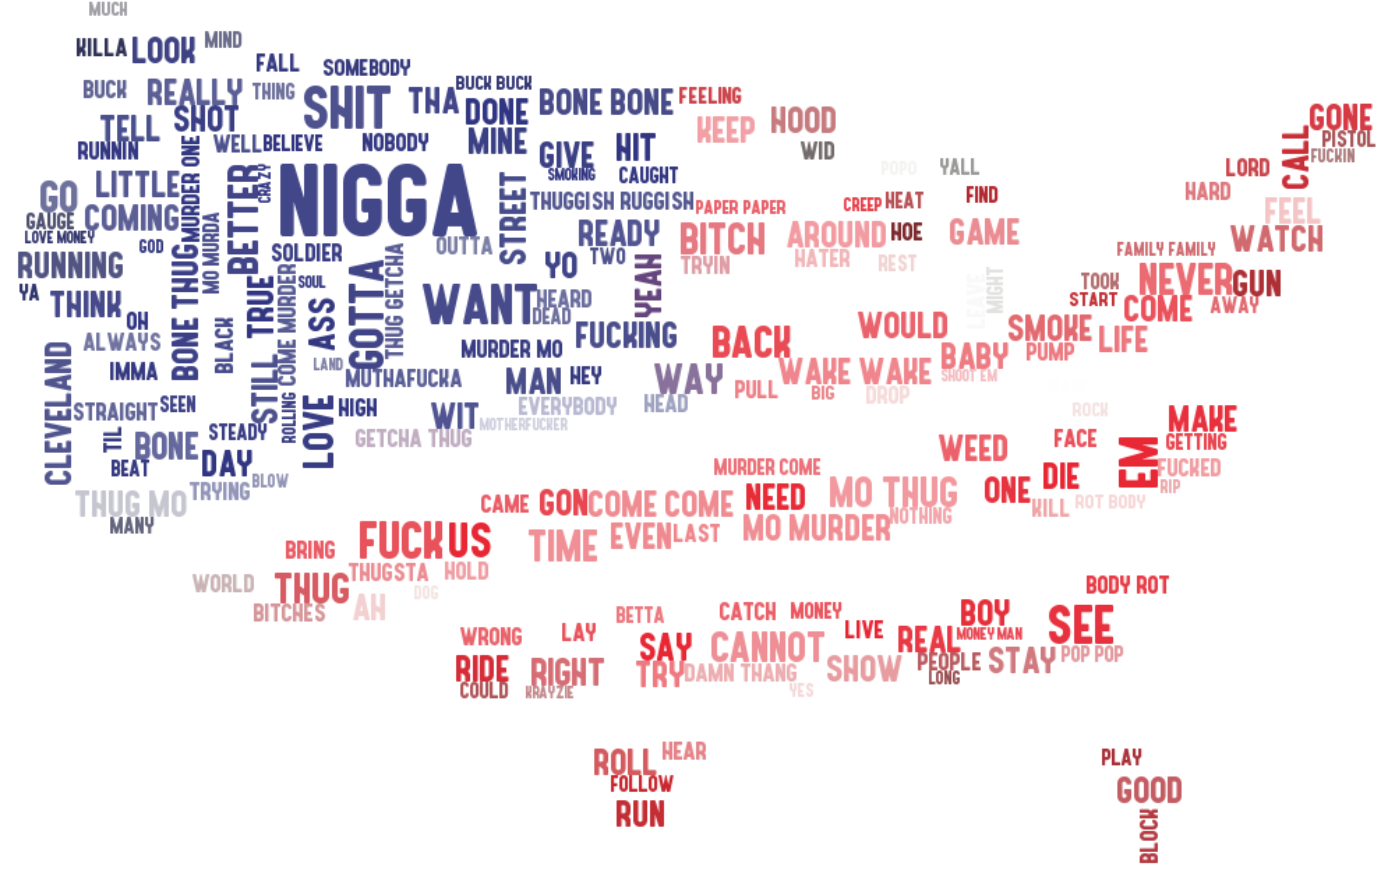 MUCH
KILLA
LOOK
MIND
FALL
SOMEBODY
BUCK
REALLY
THING
SHIT
THA
BUCK BUCK
DONE
BONE BONE
FEELING
TELL
SHOT
KEEP
HOOD
GONE
RUNNIN
WELL
BELIEVE
NOBODY
MINE
GIVE
HIT
WID
CALL
PISTOL
FUCKIN
MURDER ONE
LITTLE
BETTER
CRAZY
NIGGA
STREET
SMOKING
CAUGHT
POPO
YALL
LORD
GO
THUGGISH RUGGISH
PAPER PAPER
CREEP
HEAT
FIND
HARD
FEEL
GAUGE
COMING
LOVE MONEY
GOD
MO MURDA
SOLDIER
OUTTA
READY
BITCH
AROUND
HOE
GAME
WATCH
RUNNING
BONE THUG
SOUL
THUG GETCHA
YO
TWO
YEAH
TRYIN
HATER
REST
FAMILY FAMILY
YA
THINK
TRUE
COME MURDER
ASS
GOTTA
WANT
HEARD
DEAD
LEAVE
MIGHT
TOOK
NEVER
GUN
START
COME
AWAY
OH
ALWAYS
BLACK
FUCKING
WOULD
SMOKE
LIFE
IMMA
LAND
MURDER MO
BACK
BABY
PUMP
MUTHAFUCKA
MAN
HEY
WAY
PULL
WAKE WAKE
SHOOT EM
CLEVELAND
STRAIGHT
SEEN
STILL
ROLLING
LOVE
HIGH
WIT
EVERYBODY
HEAD
BIG
DROP
ROCK
MAKE
TIL
BONE
STEADY
GETCHA THUG
MOTHERFUCKER
WEED
FACE
EM
GETTING
BEAT
DAY
MURDER COME
DIE
FUCKED
THUG MO
TRYING
BLOW
CAME
GON
COME COME
NEED
MO THUG
ONE
KILL
ROT BODY
RIP
MANY
NOTHING
BRING
FUCK
US
TIME
EVEN
LAST
MO MURDER
WORLD
THUG
THUGSTA
HOLD
BODY ROT
BITCHES
AH
DOG
BETTA
CATCH
MONEY
BOY
SEE
WRONG
LAY
SAY
CANNOT
LIVE
REAL
MONEY MAN
RIDE
RIGHT
TRY
DAMN THANG
SHOW
PEOPLE
STAY
POP POP
COULD
KRAYZIE
YES
LONG
ROLL
HEAR
PLAY
FOLLOW
GOOD
RUN
BLOCK